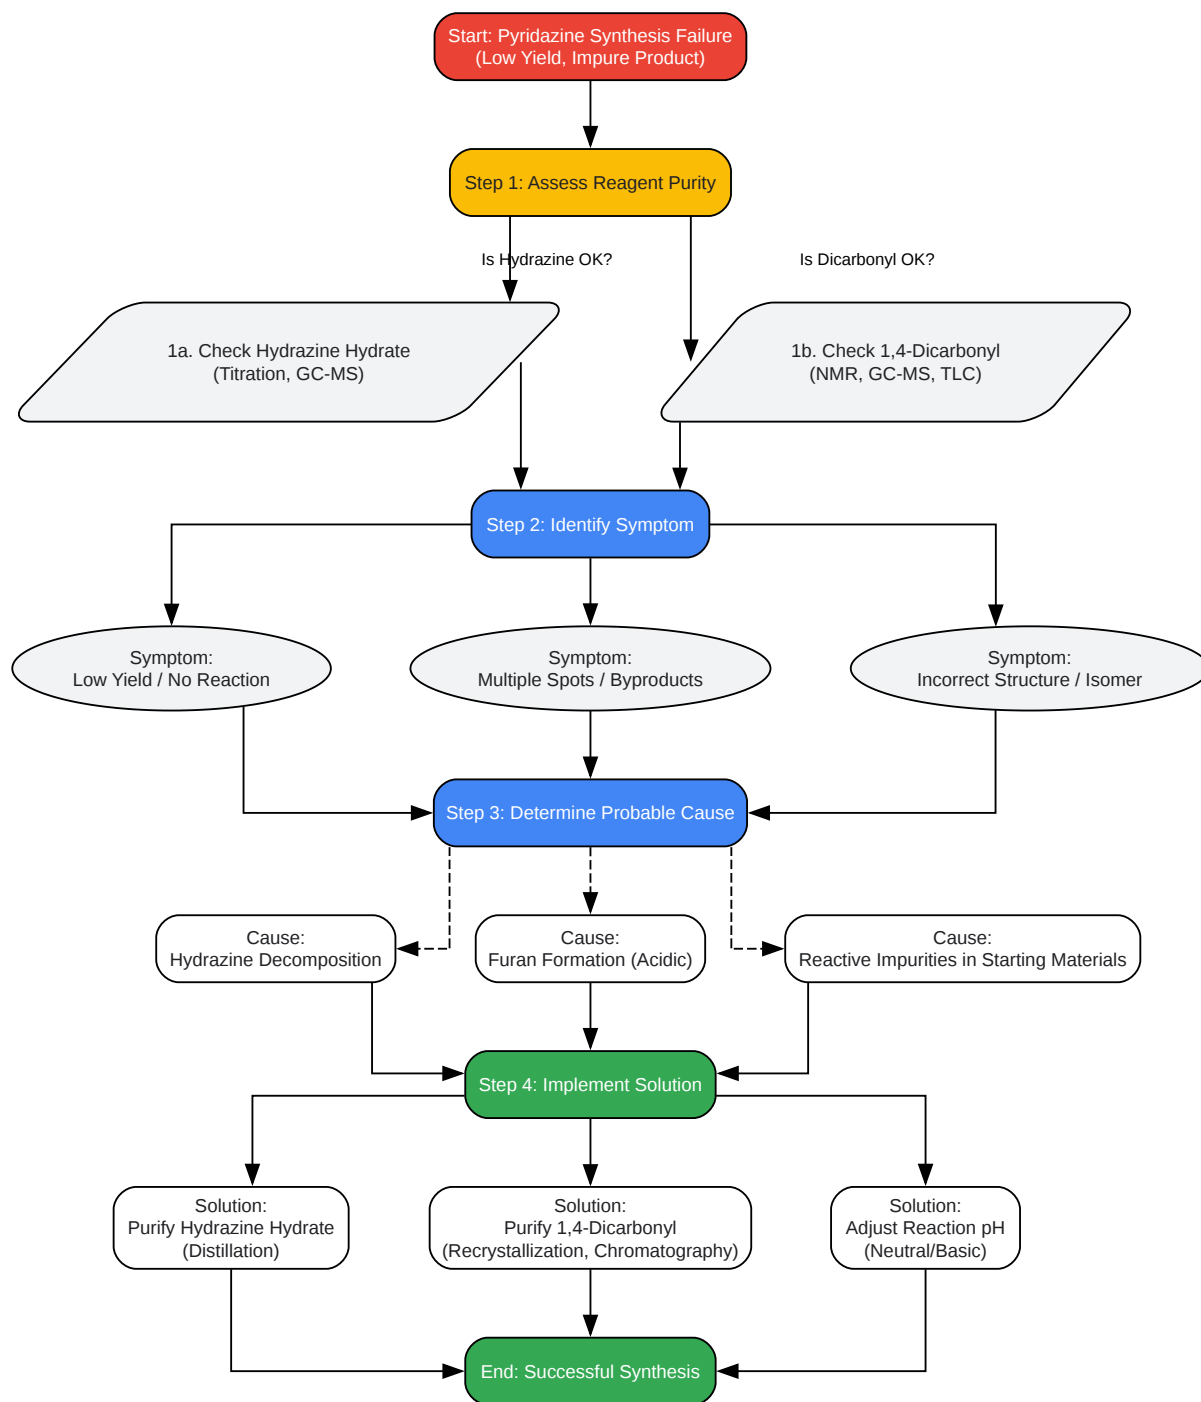 Start: Pyridazine Synthesis Failure
(Low Yield, Impure Product)
Step 1: Assess Reagent Purity
Is Hydrazine OK?
Is Dicarbonyl OK?
1a. Check Hydrazine Hydrate
(Titration, GC-MS)
1b. Check 1,4-Dicarbonyl
(NMR, GC-MS, TLC)
Step 2: Identify Symptom
Symptom:
Low Yield / No Reaction
Symptom:
Multiple Spots / Byproducts
Symptom:
Incorrect Structure / Isomer
Step 3: Determine Probable Cause
Cause:
Hydrazine Decomposition
Cause:
Furan Formation (Acidic)
Cause:
Reactive Impurities in Starting Materials
Step 4: Implement Solution
Solution:
Purify Hydrazine Hydrate
(Distillation)
Solution:
Purify 1,4-Dicarbonyl
(Recrystallization, Chromatography)
Solution:
Adjust Reaction pH
(Neutral/Basic)
End: Successful Synthesis